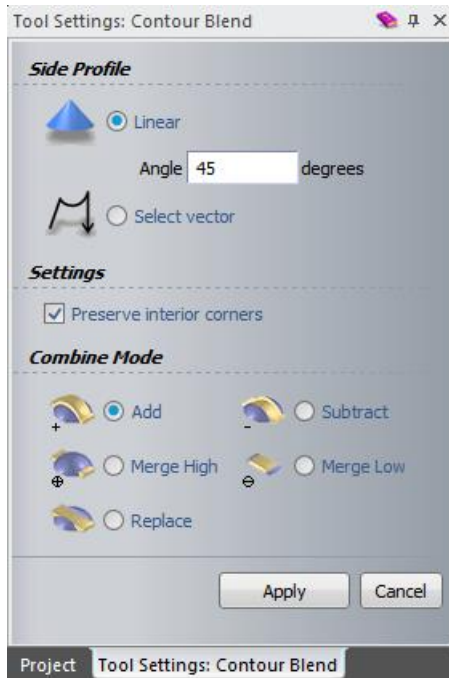 Tool Settings: Contour Blend
Side Profile
Linear
Angle 45 degrees
Select vector
Settings
Preserve interior corners
Combine Mode
Add Subtract
Merge High Merge Low
Replace
Apply Cancel
Project Tool Settings: Contour Blend